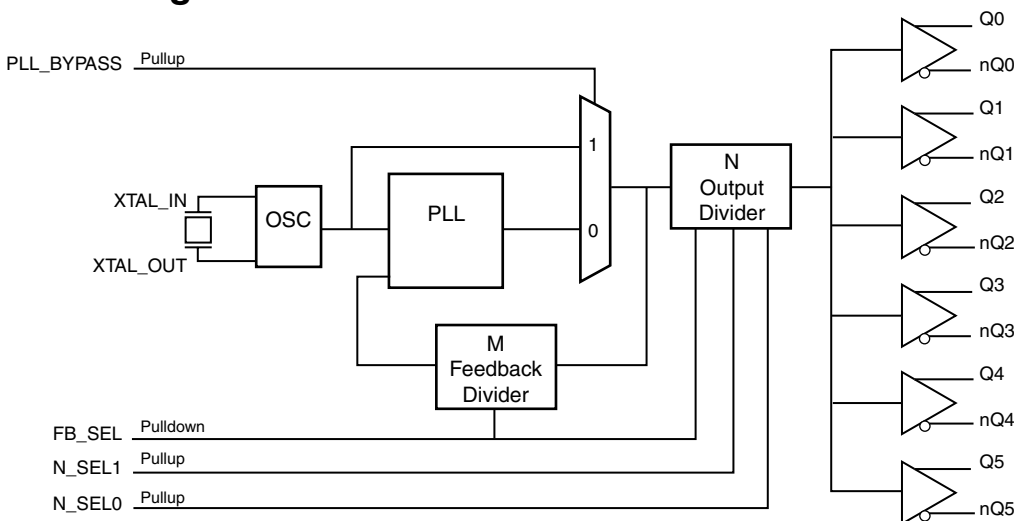 Q0
PLL_BYPASS Pullup
nQ0
Q1
1
nQ1
N
Output
Divider
XTAL_IN
OSC
PLL
Q2
0
nQ2
XTAL_OUT
Q3
M
Feedback
Divider
nQ3
Q4
FB_SEL Pulldown
nQ4
N_SEL1 Pullup
Q5
N_SEL0 Pullup
nQ5